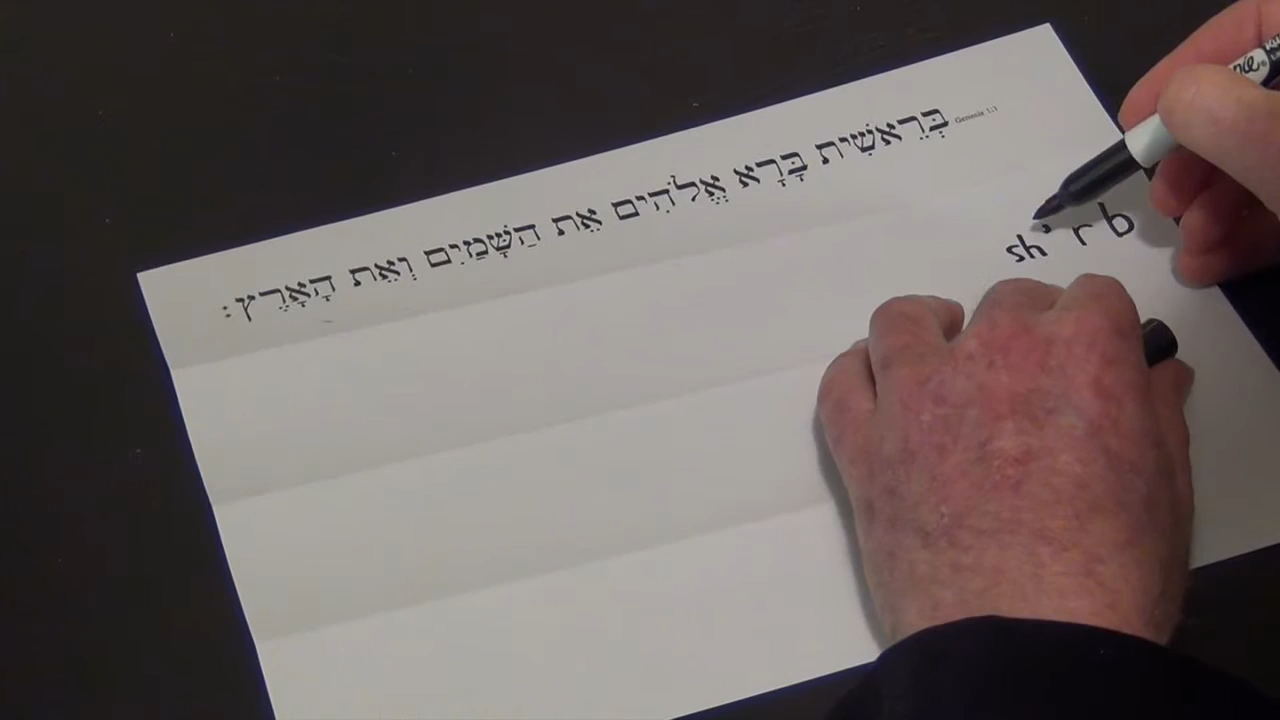 Genesis 1:1
בְּרֵאשִׁית בָּרָא אֱלֹהִים אֵת הַשָּׁמַיִם וְאֵת הָאָרֶץ׃
sh ' r b